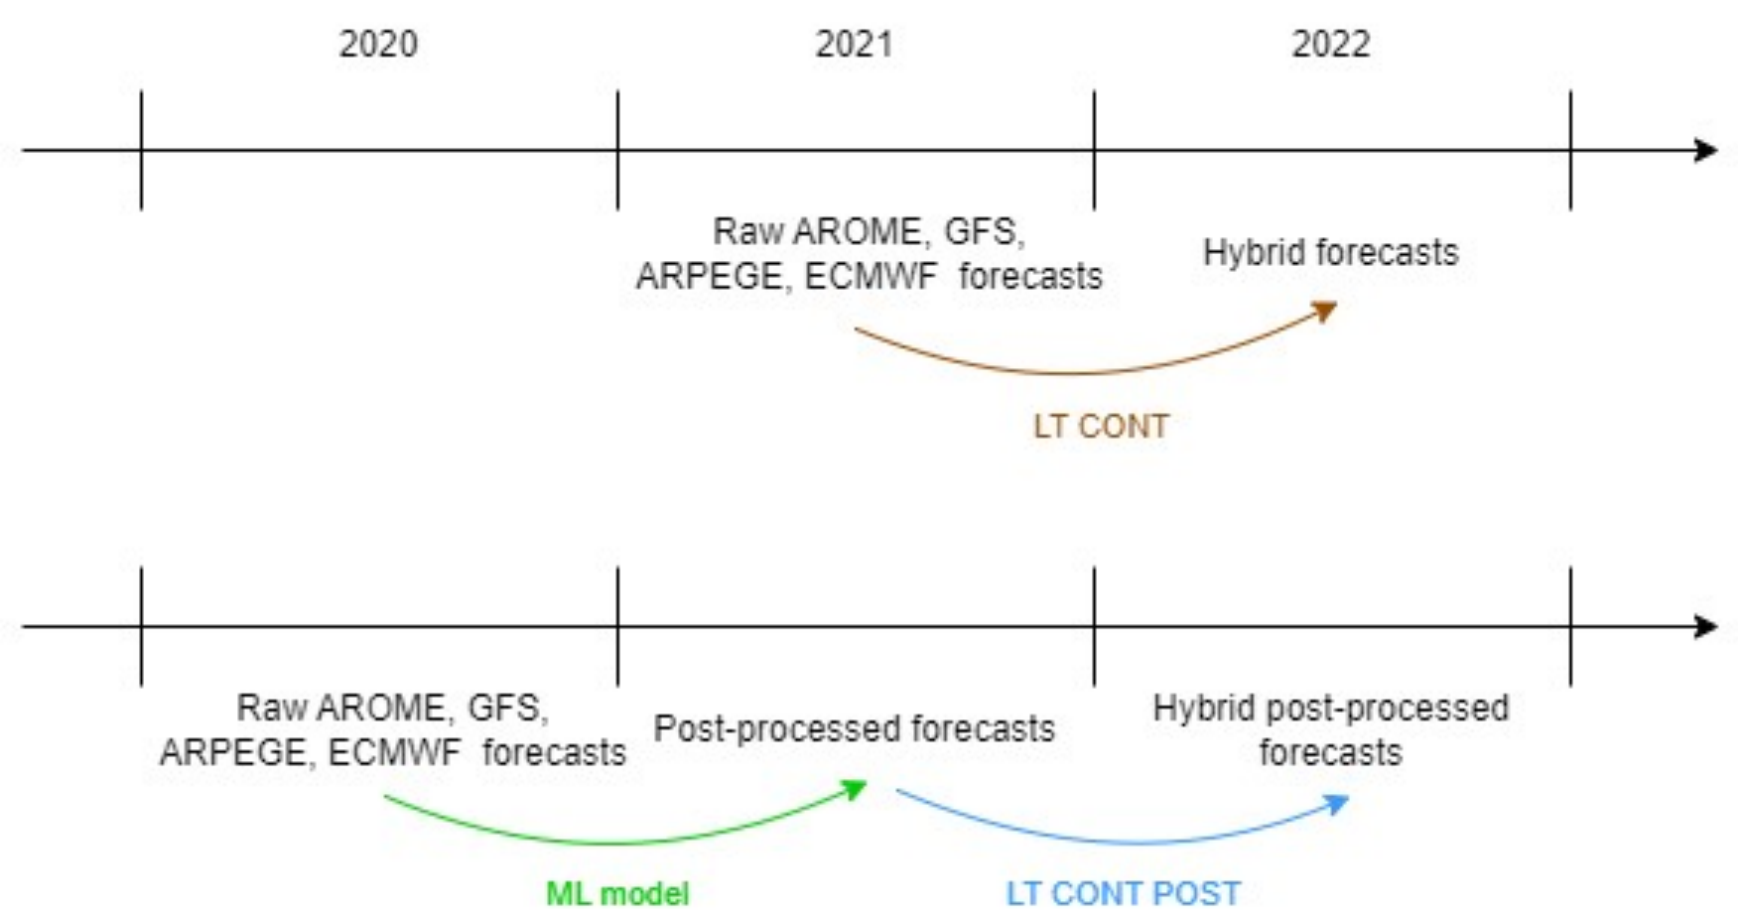 2020
2021
2022
Raw AROME, GFS,
ARPEGE, ECMWF forecasts
Hybrid forecasts
LT CONT
Raw AROME, GFS,
ARPEGE, ECMWF forecasts
Post-processed forecasts
Hybrid post-processed
forecasts
ML model
LT CONT POST